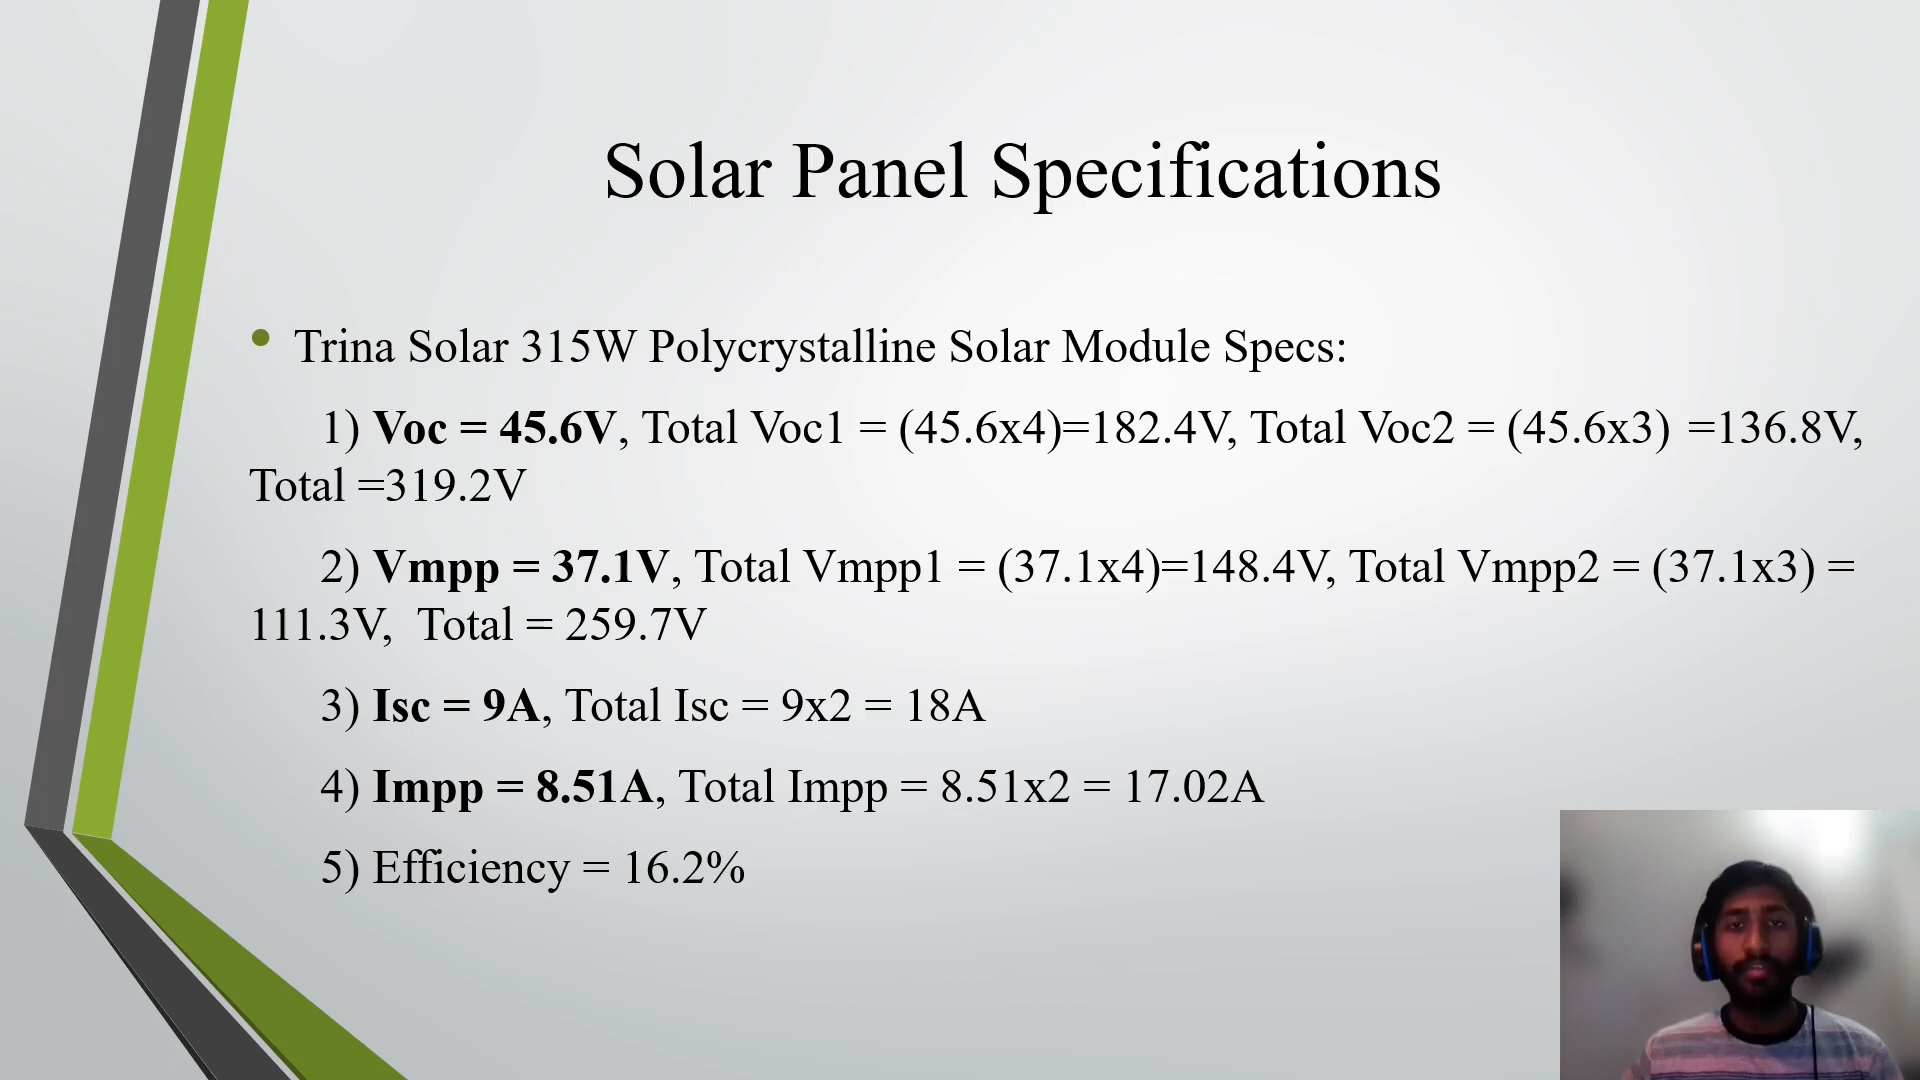 Solar Panel Specifications
• Trina Solar 315W Polycrystalline Solar Module Specs:
1) Voc = 45.6V, Total Voc1 = (45.6x4)=182.4V, Total Voc2 = (45.6x3) =136.8V,
Total =319.2V
2) Vmpp = 37.1V, Total Vmpp1 = (37.1x4)=148.4V, Total Vmpp2 = (37.1x3) =
111.3V,  Total = 259.7V
3) Isc = 9A, Total Isc = 9x2 = 18A
4) Impp = 8.51A, Total Impp = 8.51x2 = 17.02A
5) Efficiency = 16.2%